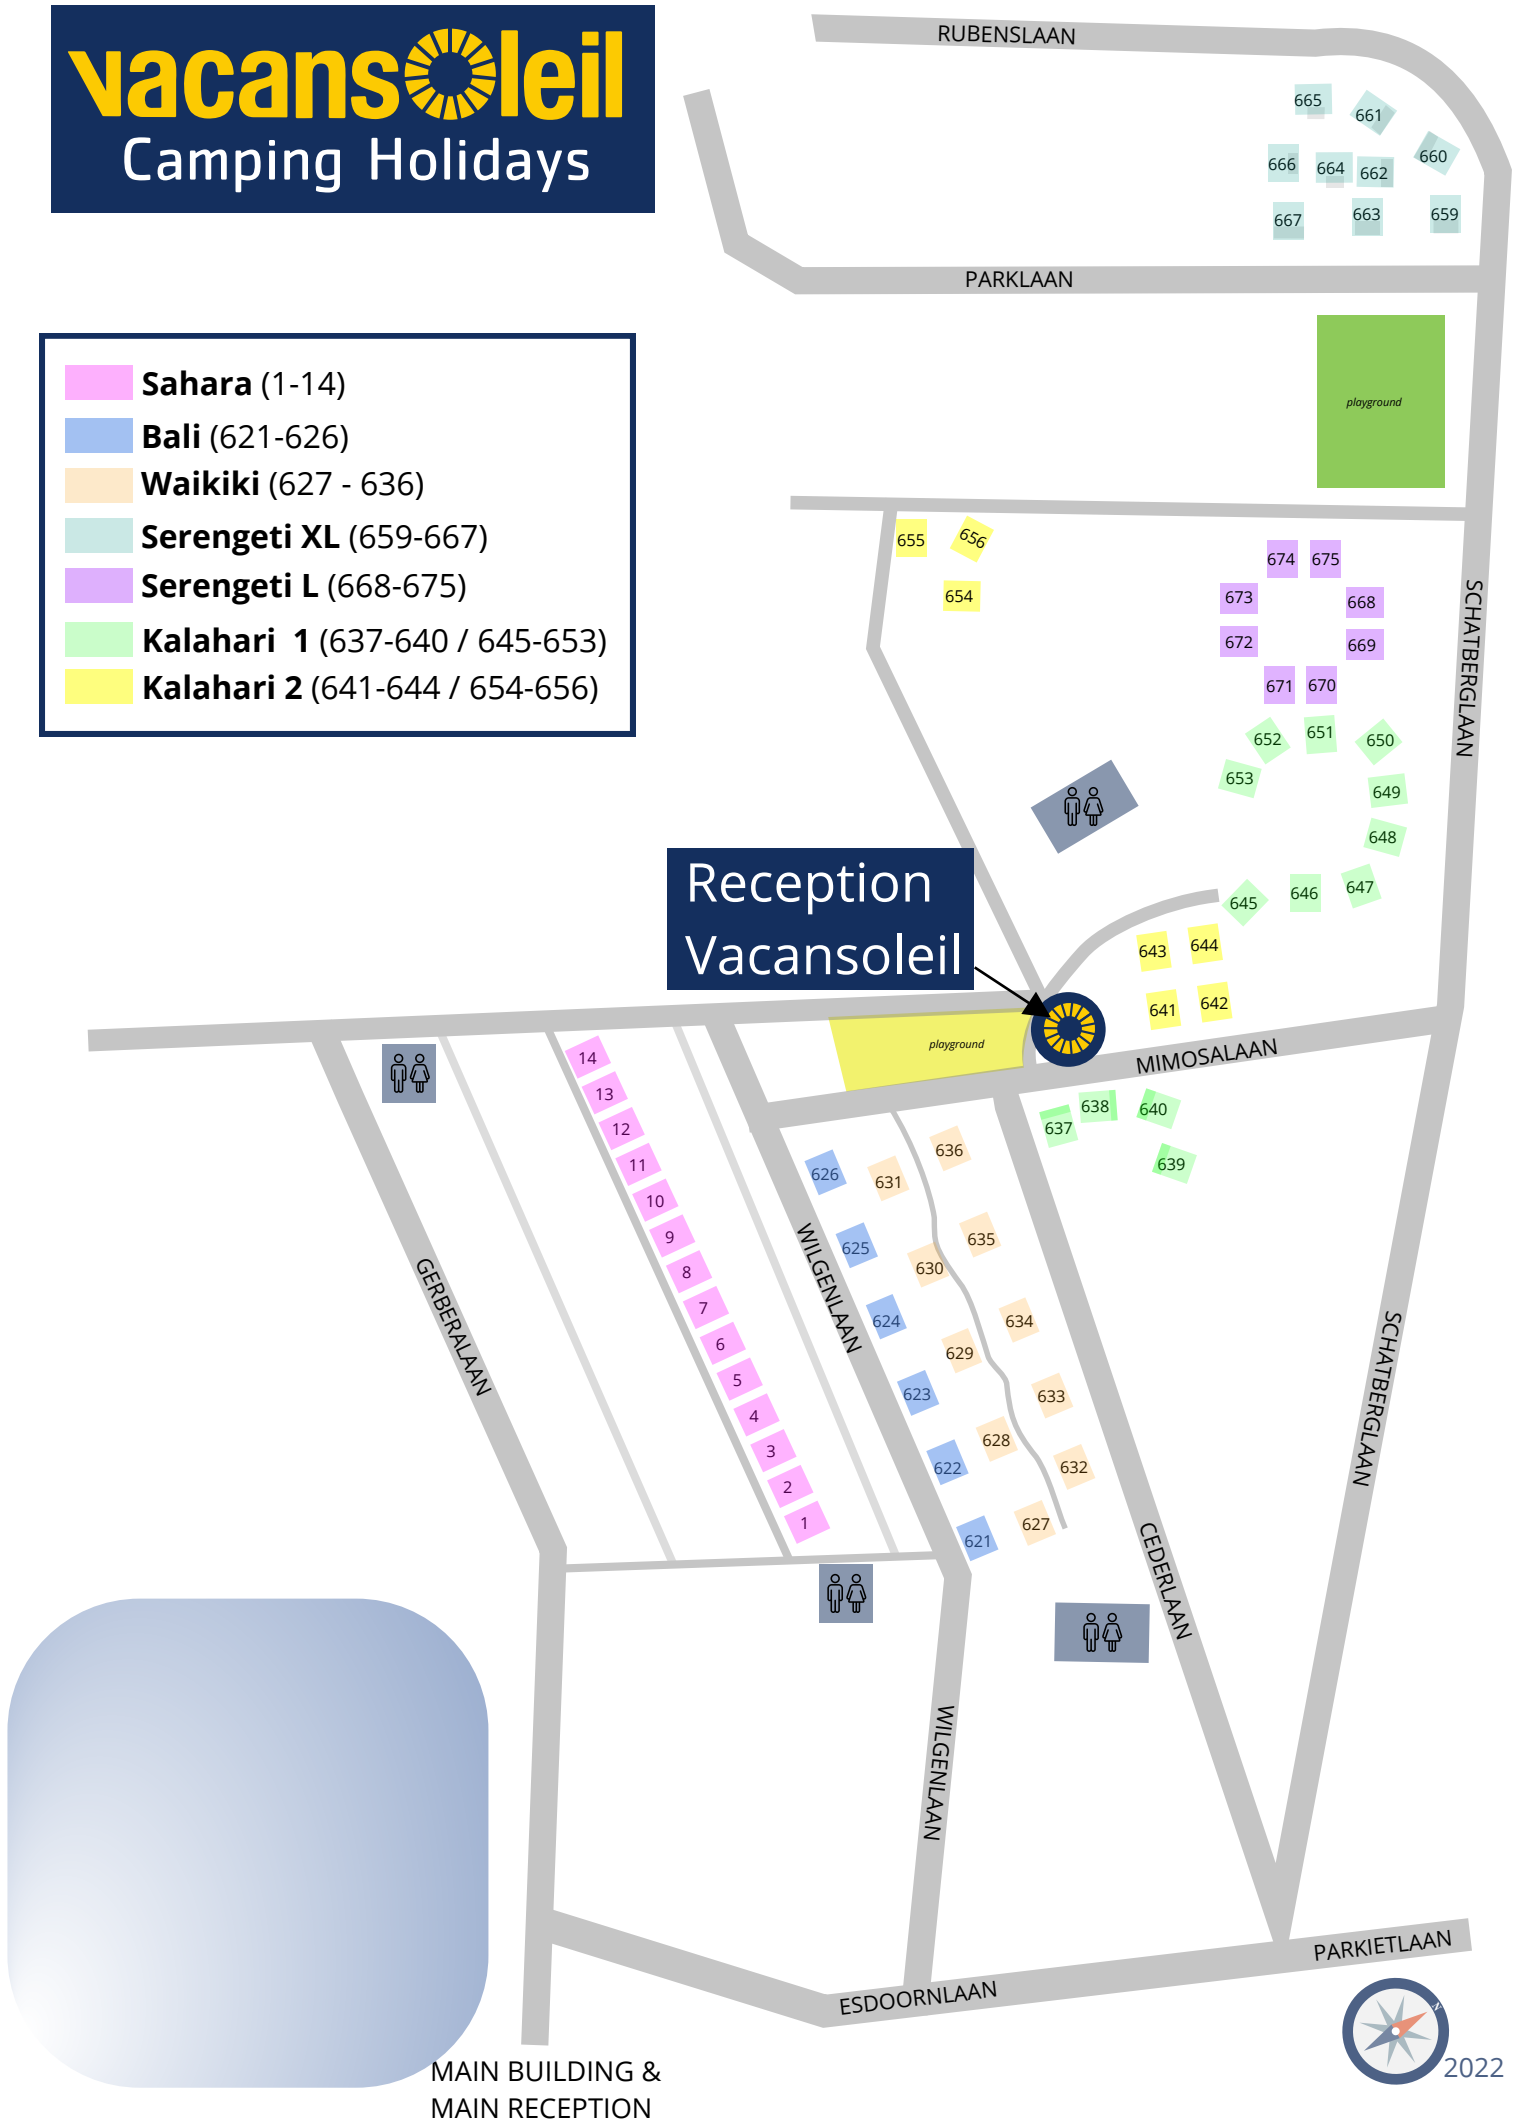 vacansoleil
Camping Holidays
RUBENSLAAN
665
661
660
666
664
662
667
663
659
PARKLAAN
playground
Sahara (1-14)
Bali (621-626)
Waikiki (627 - 636)
Serengeti XL (659-667)
Serengeti L (668-675)
Kalahari 1 (637-640 / 645-653)
Kalahari 2 (641-644 / 654-656)
655
656
654
674
675
673
668
672
669
671
670
SCHATBERGLAAN
652
651
650
653
649
648
647
646
645
Reception
Vacansoleil
643
644
641
642
playground
MIMOSALAAN
637
638
640
639
14
13
12
11
10
9
8
7
6
5
4
3
2
1
GERBERALAAN
WILGENLAAN
626
625
624
623
622
621
631
636
630
635
629
634
628
633
627
632
CEDERLAAN
SCHATBERGLAAN
WILGENLAAN
ESDOORNLAAN
PARKIETLAAN
N
2022
MAIN BUILDING &
MAIN RECEPTION